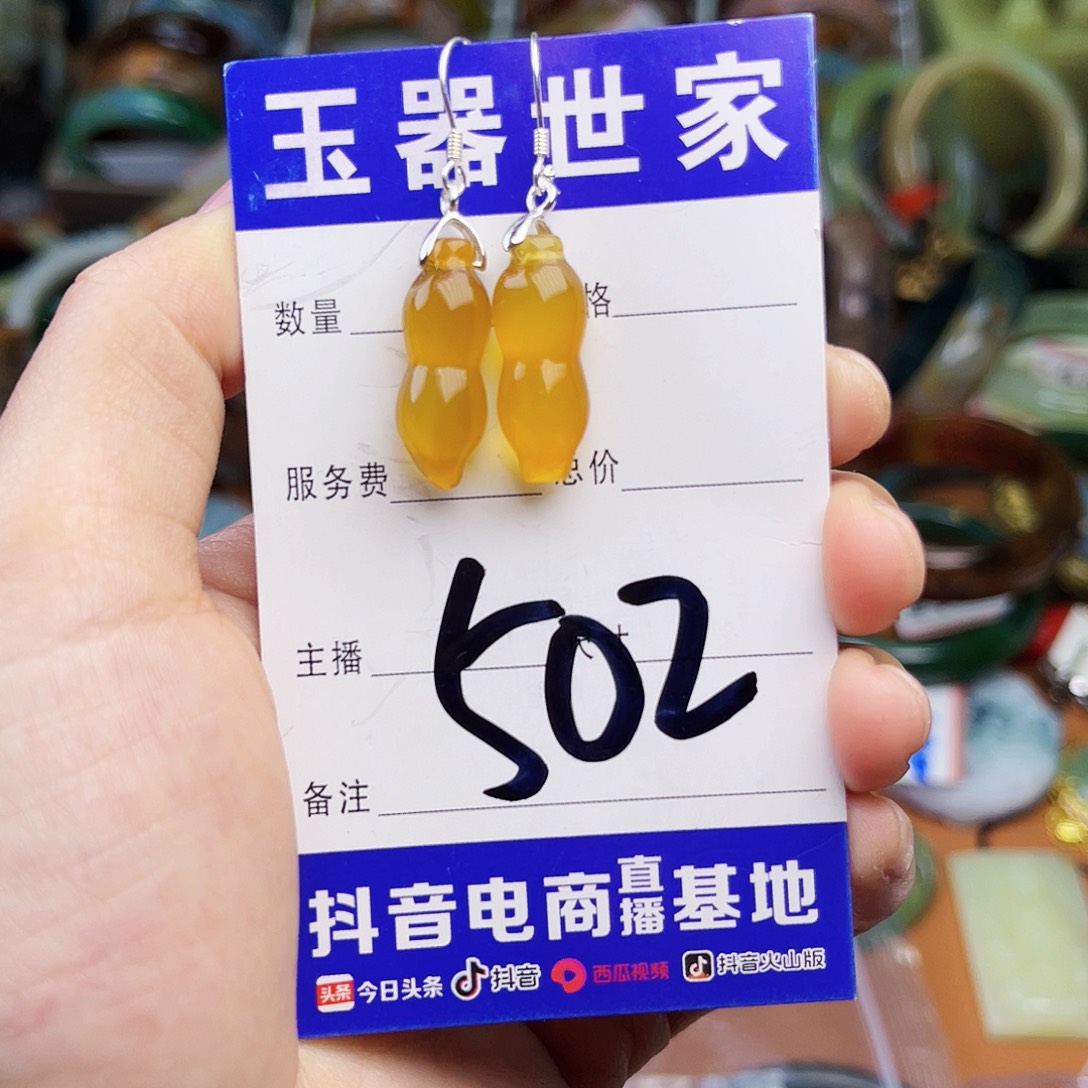 玉器世家
数量 格
服务费 总价
主播
502
备注
抖音电商直播基地
头条 今日头条 抖音 西瓜视频 抖音火山版